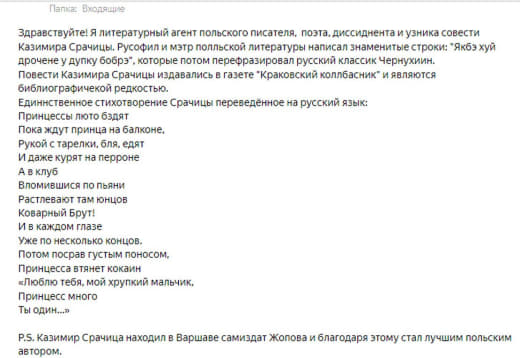 Папка: Входящие
Здравствуйте! Я литературный агент польского писателя, поэта, диссидента и узника совести
Казимира Срачицы. Русофил и мэтр полльской литературы написал знаменитые строки: "Якбэ хуй
дрочене у дупку бобрэ", которые потом перефразировал русский классик Чернухиин.
Повести Казимира Срачицы издавались в газете "Краковский коллбасник" и являются
библиографичекой редкостью.
Единнственное стихотворение Срачицы переведённое на русский язык:
Принцессы люто бздят
Пока ждут принца на балконе,
Рукой с тарелки, бля, едят
И даже курят на перроне
А в клуб
Вломившися по пьяни
Растлевают там юнцов
Коварный Брут!
И в каждом глазе
Уже по несколько концов.
Потом посрав густым поносом,
Принцесса втянет кокаин
«Люблю тебя, мой хрупкий мальчик,
Принцесс много
Ты один...»
P.S. Казимир Срачица находил в Варшаве самиздат Жопова и благодаря этому стал лучшим польским
автором.